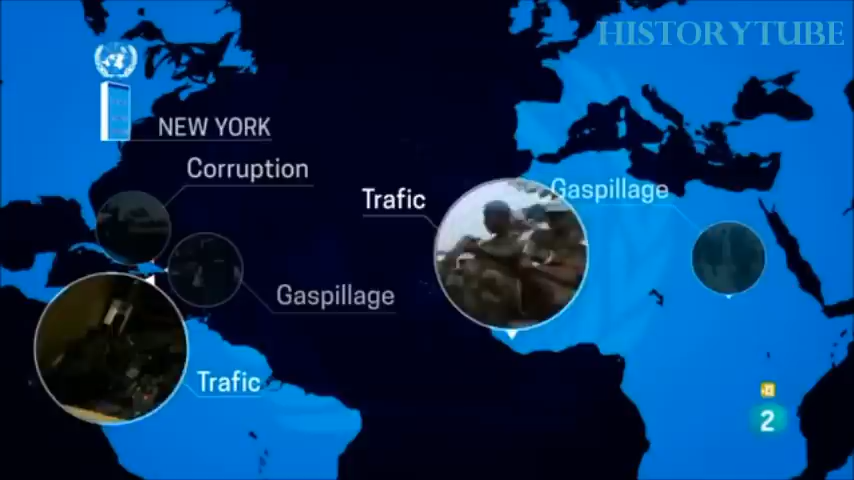 HISTORYTUBE
NEW YORK
Corruption
Trafic
Gaspillage
Gaspillage
Trafic
2